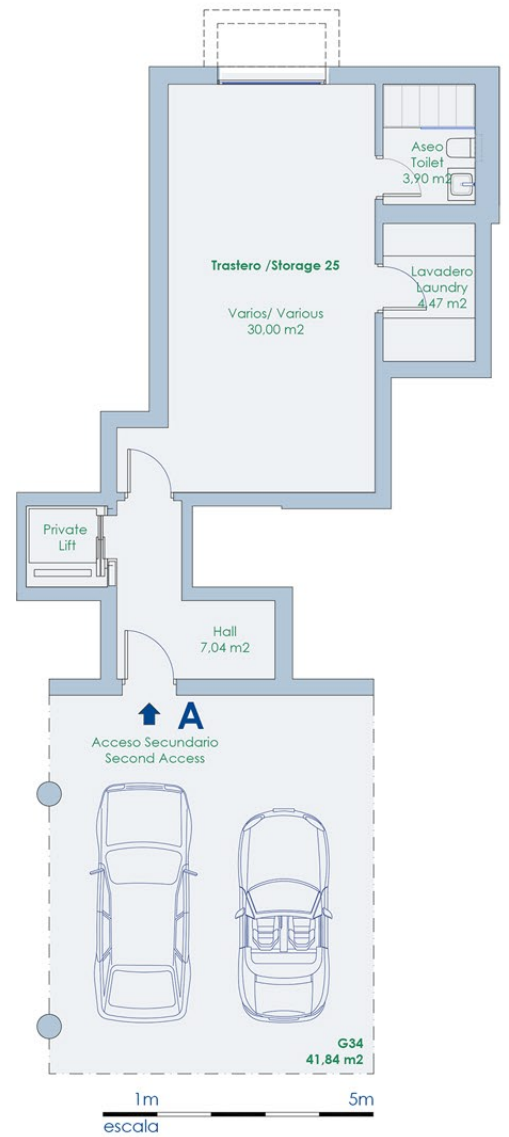 Aseo
Toilet
3,90 m2
Trastero /Storage 25
Lavadero
Laundry
4,47 m2
Varios/ Various
30,00 m2
Private
Lift
Hall
7,04 m2
A
Acceso Secundario
Second Access
G34
41,84 m2
1m 5m
escala